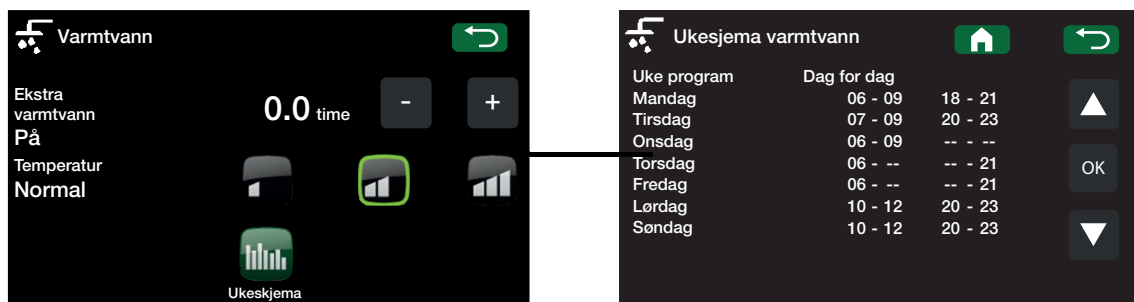 Varmtvann
Ekstra
varmtvann
På
0.0 time
-
+
Temperatur
Normal
Ukeskjema
Ukesjema varmtvann
Uke program Dag for dag
Mandag 06 - 09 18 - 21
Tirsdag 07 - 09 20 - 23
Onsdag 06 - 09 -- - --
Torsdag 06 - -- -- - 21
Fredag 06 - -- -- - 21
Lørdag 10 - 12 20 - 23
Søndag 10 - 12 20 - 23
OK